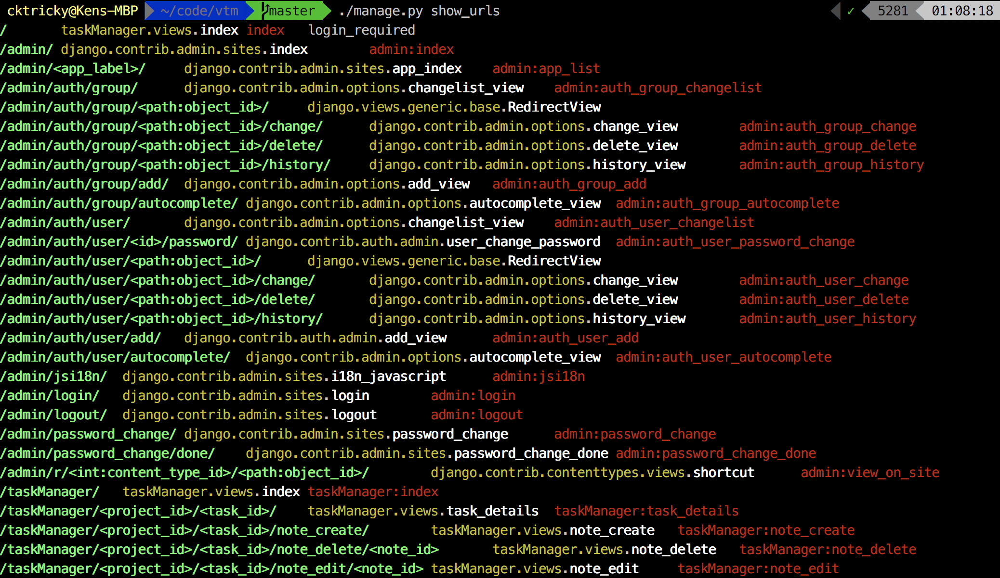 cktricky@Kens-MBP ~/code/vtm master ./manage.py show_urls ✓ 5281 01:08:18
/ taskManager.views.index index login_required
/admin/ django.contrib.admin.sites.index admin:index
/admin/<app_label>/ django.contrib.admin.sites.app_index admin:app_list
/admin/auth/group/ django.contrib.admin.options.changelist_view admin:auth_group_changelist
/admin/auth/group/<path:object_id>/ django.views.generic.base.RedirectView
/admin/auth/group/<path:object_id>/change/ django.contrib.admin.options.change_view admin:auth_group_change
/admin/auth/group/<path:object_id>/delete/ django.contrib.admin.options.delete_view admin:auth_group_delete
/admin/auth/group/<path:object_id>/history/ django.contrib.admin.options.history_view admin:auth_group_history
/admin/auth/group/add/ django.contrib.admin.options.add_view admin:auth_group_add
/admin/auth/group/autocomplete/ django.contrib.admin.options.autocomplete_view admin:auth_group_autocomplete
/admin/auth/user/ django.contrib.admin.options.changelist_view admin:auth_user_changelist
/admin/auth/user/<id>/password/ django.contrib.auth.admin.user_change_password admin:auth_user_password_change
/admin/auth/user/<path:object_id>/ django.views.generic.base.RedirectView
/admin/auth/user/<path:object_id>/change/ django.contrib.admin.options.change_view admin:auth_user_change
/admin/auth/user/<path:object_id>/delete/ django.contrib.admin.options.delete_view admin:auth_user_delete
/admin/auth/user/<path:object_id>/history/ django.contrib.admin.options.history_view admin:auth_user_history
/admin/auth/user/add/ django.contrib.auth.admin.add_view admin:auth_user_add
/admin/auth/user/autocomplete/ django.contrib.admin.options.autocomplete_view admin:auth_user_autocomplete
/admin/jsi18n/ django.contrib.admin.sites.i18n_javascript admin:jsi18n
/admin/login/ django.contrib.admin.sites.login admin:login
/admin/logout/ django.contrib.admin.sites.logout admin:logout
/admin/password_change/ django.contrib.admin.sites.password_change admin:password_change
/admin/password_change/done/ django.contrib.admin.sites.password_change_done admin:password_change_done
/admin/r/<int:content_type_id>/<path:object_id>/ django.contrib.contenttypes.views.shortcut admin:view_on_site
/taskManager/ taskManager.views.index taskManager:index
/taskManager/<project_id>/<task_id>/ taskManager.views.task_details taskManager:task_details
/taskManager/<project_id>/<task_id>/note_create/ taskManager.views.note_create taskManager:note_create
/taskManager/<project_id>/<task_id>/note_delete/<note_id> taskManager.views.note_delete taskManager:note_delete
/taskManager/<project_id>/<task_id>/note_edit/<note_id> taskManager.views.note_edit taskManager:note_edit